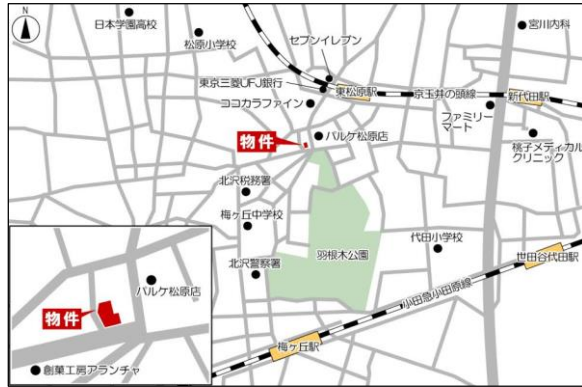 N
日本学園高校
松原小学校
セブンイレブン
宮川内科
東京三菱UFJ銀行
東松原駅
京王井の頭線
新代田駅
ココカラファイン
ファミリー
マート
物件
パルケ松原店
桃子メディカル
クリニック
北沢税務署
梅ヶ丘中学校
羽根木公園
代田小学校
北沢警察署
世田谷代田駅
小田急小田原線
梅ヶ丘駅
パルケ松原店
物件
創菓工房アランチャ